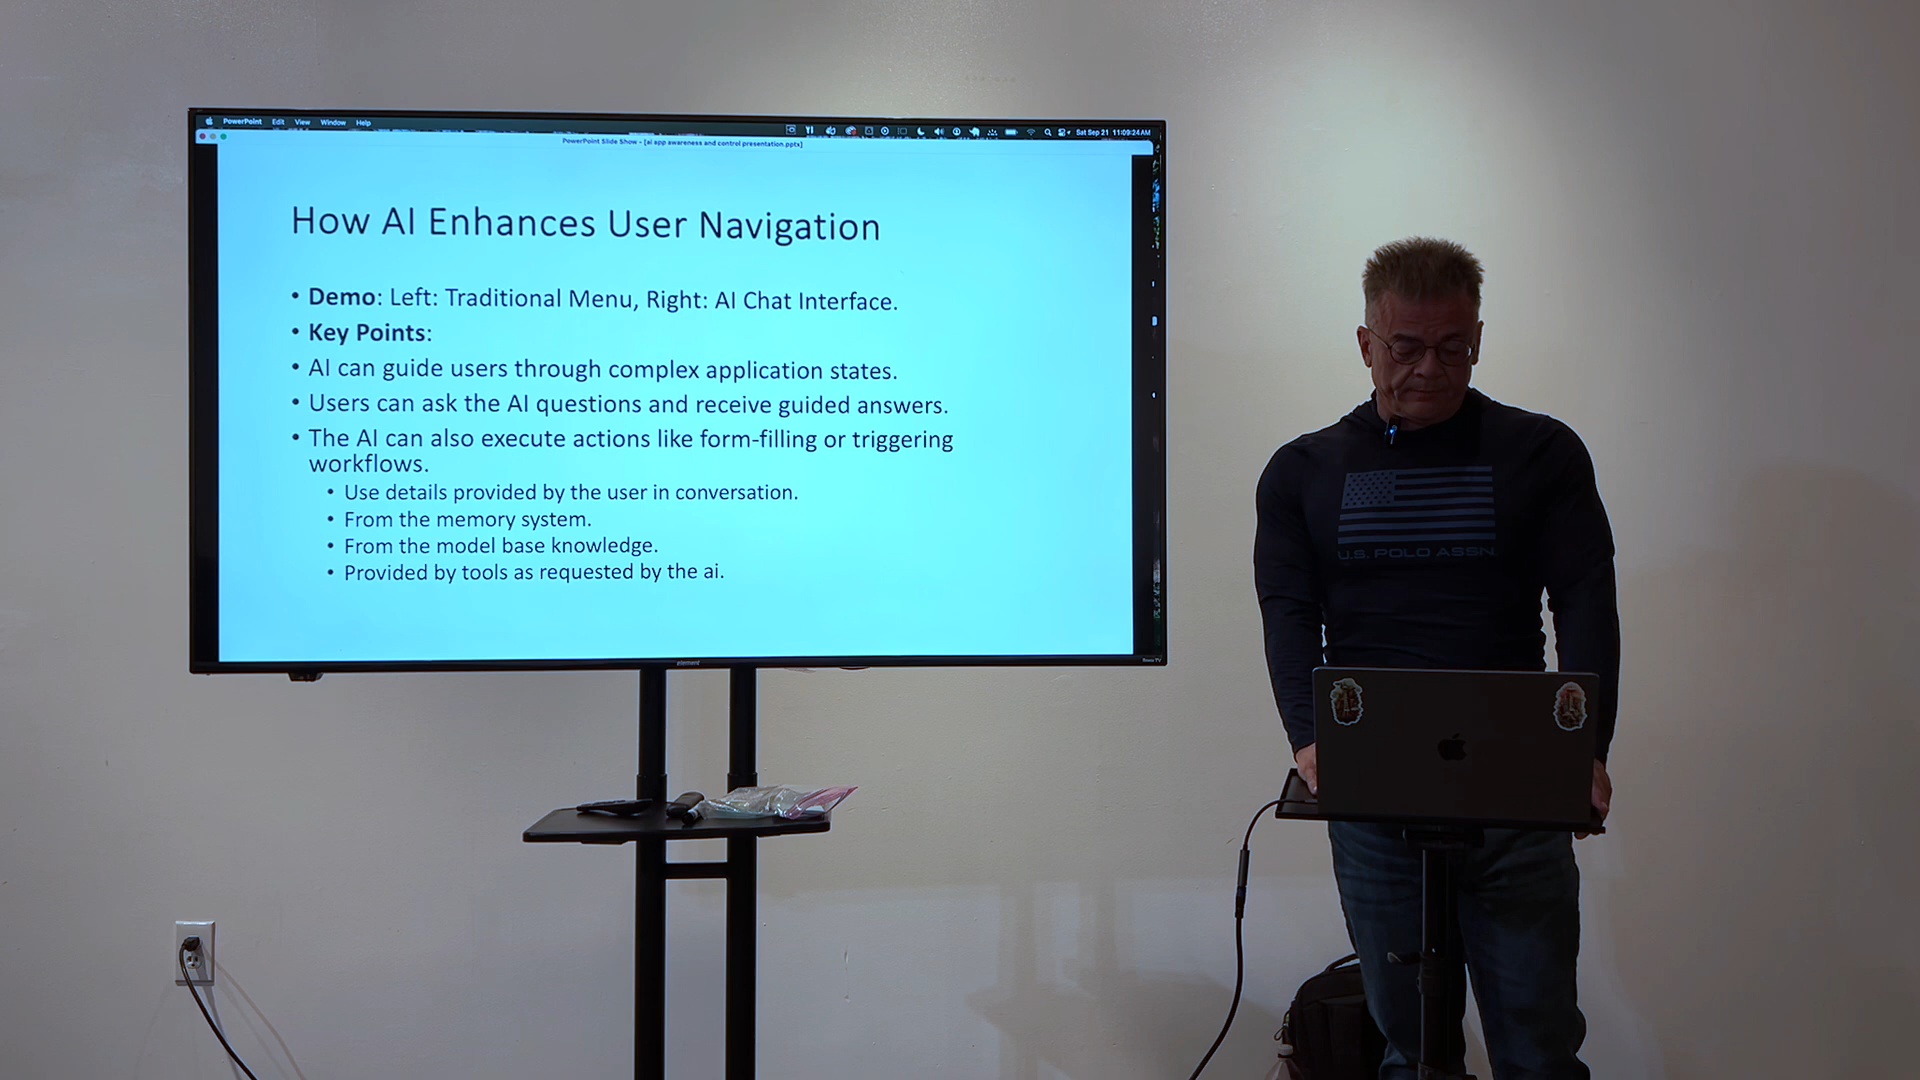 PowerPoint Edit View Window Help
Sat Sep 21 11:09:24 AM
PowerPoint Slide Show - [ai app awareness and control presentation.pptx]
How AI Enhances User Navigation
• Demo: Left: Traditional Menu, Right: AI Chat Interface.
• Key Points:
• AI can guide users through complex application states.
• Users can ask the AI questions and receive guided answers.
• The AI can also execute actions like form-filling or triggering
workflows.
• Use details provided by the user in conversation.
• From the memory system.
• From the model base knowledge.
• Provided by tools as requested by the ai.
element
Roku TV
U.S. POLO ASSN.